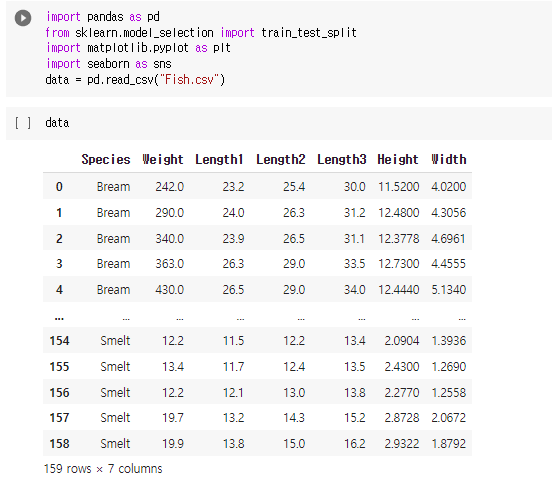 import pandas as pd
from sklearn.model_selection import train_test_split
import matplotlib.pyplot as plt
import seaborn as sns
data = pd.read_csv("Fish.csv")
[ ] data
Species Weight Length1 Length2 Length3 Height Width
0 Bream 242.0 23.2 25.4 30.0 11.5200 4.0200
1 Bream 290.0 24.0 26.3 31.2 12.4800 4.3056
2 Bream 340.0 23.9 26.5 31.1 12.3778 4.6961
3 Bream 363.0 26.3 29.0 33.5 12.7300 4.4555
4 Bream 430.0 26.5 29.0 34.0 12.4440 5.1340
... ... ... ... ... ... ... ...
154 Smelt 12.2 11.5 12.2 13.4 2.0904 1.3936
155 Smelt 13.4 11.7 12.4 13.5 2.4300 1.2690
156 Smelt 12.2 12.1 13.0 13.8 2.2770 1.2558
157 Smelt 19.7 13.2 14.3 15.2 2.8728 2.0672
158 Smelt 19.9 13.8 15.0 16.2 2.9322 1.8792
159 rows × 7 columns